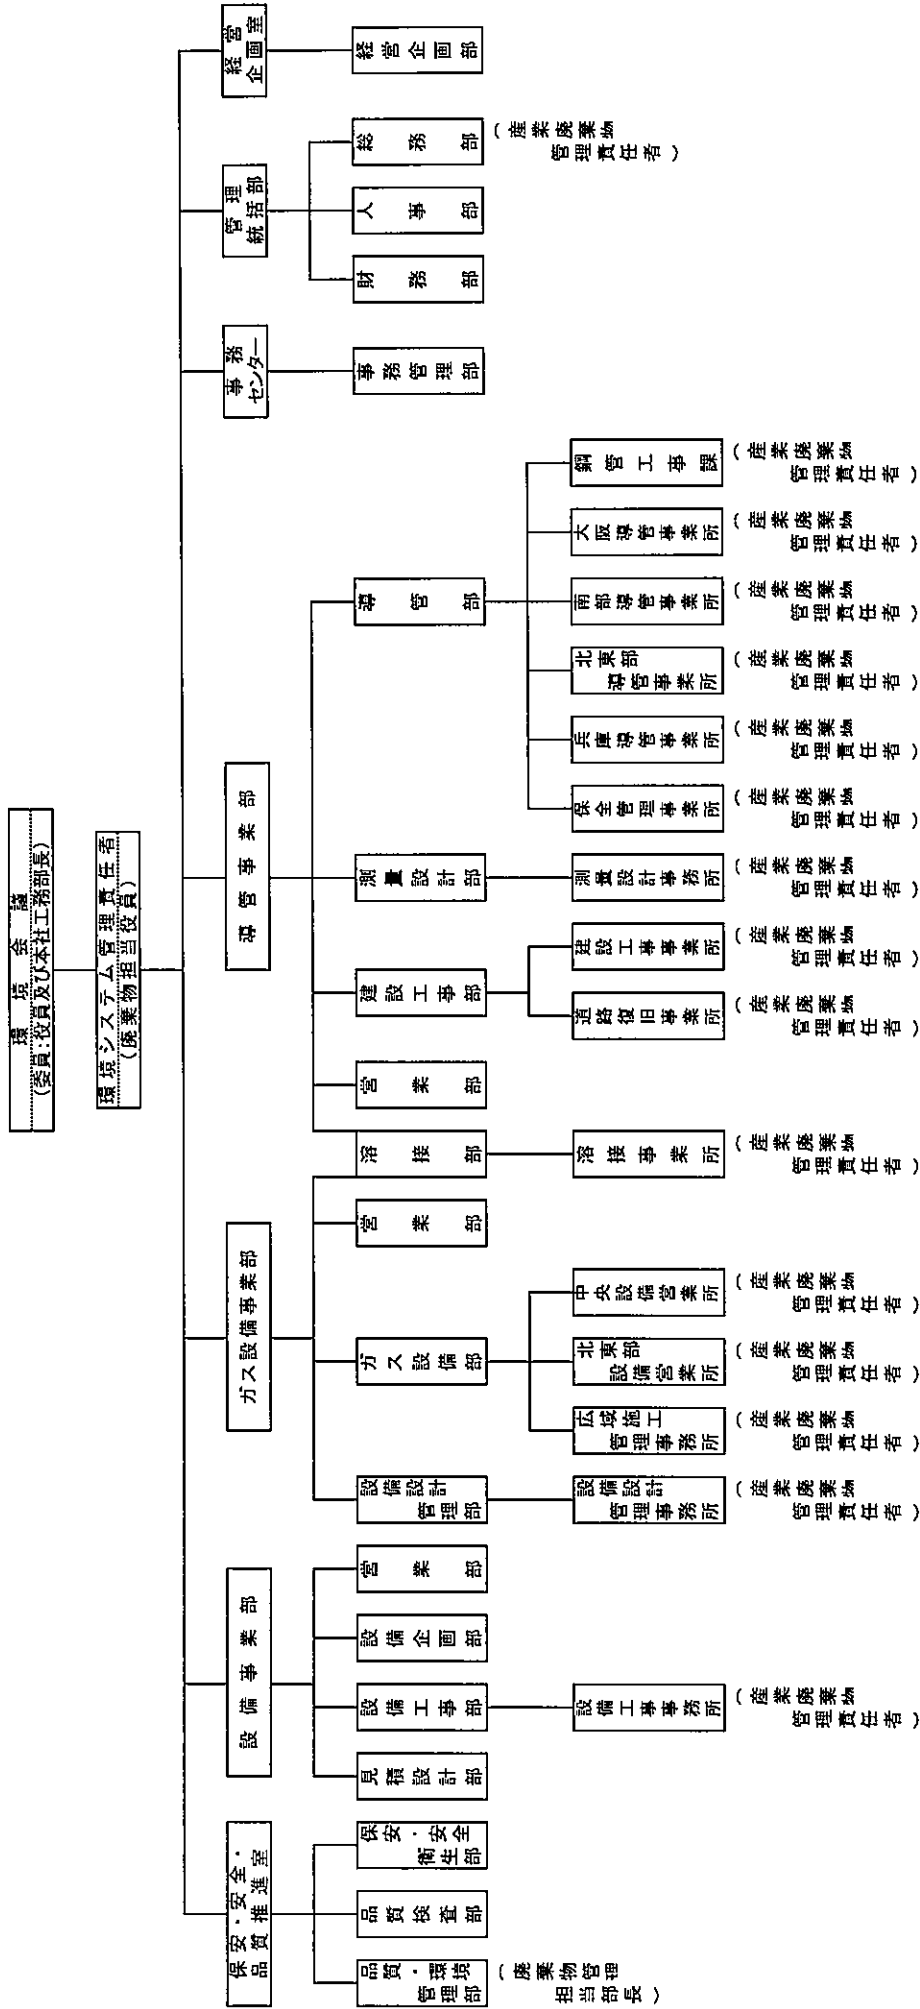 環境会議
(委員:役員及び本社工務部長)
環境システム管理責任者
(廃棄物担当役員)
保安・安全・
品質推進室
設備事業部
ガス設備事業部
導管事業部
事務
センター
管理
統括部
経営
企画室
品質・環境
管理部
(廃棄物管理
担当部長)
品質検査部
保安・安全
衛生部
見積設計部
設備工事部
設備企画部
営業部
設備設計
管理部
ガス設備部
営業部
溶接部
営業部
建設工事部
測量設計部
導管部
事務管理部
財務部
人事部
総務部
(産業廃棄物
管理責任者)
経営企画部
設備工事事務所
(産業廃棄物
管理責任者)
設備設計
管理事務所
(産業廃棄物
管理責任者)
広域施工
管理事務所
(産業廃棄物
管理責任者)
北東部
設備営業所
(産業廃棄物
管理責任者)
中央設備営業所
(産業廃棄物
管理責任者)
溶接事業所
(産業廃棄物
管理責任者)
道路復旧事業所
(産業廃棄物
管理責任者)
建設工事事業所
(産業廃棄物
管理責任者)
測量設計事務所
(産業廃棄物
管理責任者)
保全管理事業所
(産業廃棄物
管理責任者)
兵庫導管事業所
(産業廃棄物
管理責任者)
北東部
導管事業所
(産業廃棄物
管理責任者)
南部導管事業所
(産業廃棄物
管理責任者)
大阪導管事業所
(産業廃棄物
管理責任者)
鋼管工事課
(産業廃棄物
管理責任者)